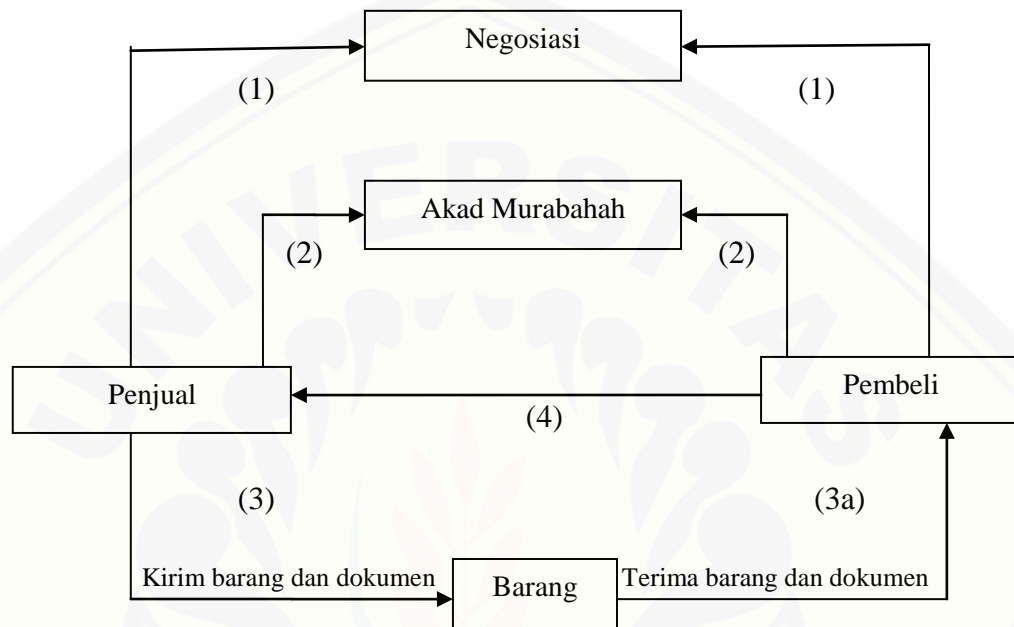 Negosiasi
(1)
(1)
UNIVERSITAS
Akad Murabahah
(2)
(2)
Penjual
Pembeli
(4)
(3)
(3a)
Kirim barang dan dokumen
Barang
Terima barang dan dokumen